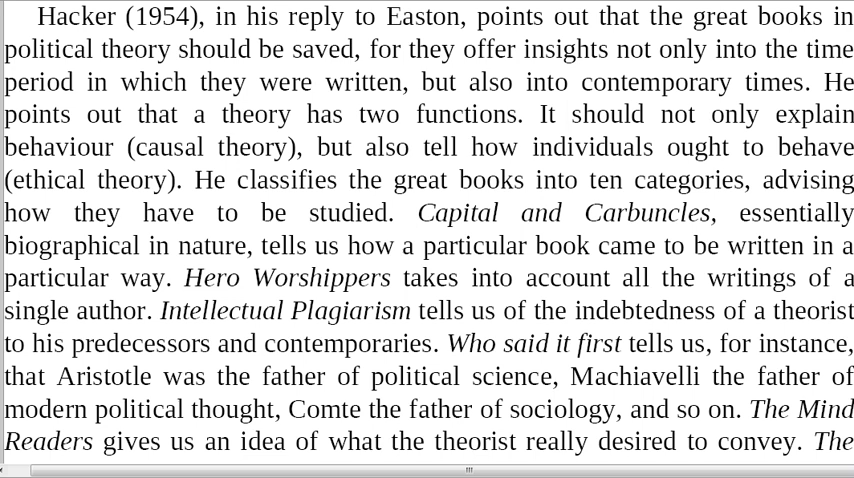 Hacker (1954), in his reply to Easton, points out that the great books in
political theory should be saved, for they offer insights not only into the time
period in which they were written, but also into contemporary times. He
points out that a theory has two functions. It should not only explain
behaviour (causal theory), but also tell how individuals ought to behave
(ethical theory). He classifies the great books into ten categories, advising
how they have to be studied. Capital and Carbuncles, essentially
biographical in nature, tells us how a particular book came to be written in a
particular way. Hero Worshippers takes into account all the writings of a
single author. Intellectual Plagiarism tells us of the indebtedness of a theorist
to his predecessors and contemporaries. Who said it first tells us, for instance,
that Aristotle was the father of political science, Machiavelli the father of
modern political thought, Comte the father of sociology, and so on. The Mind
Readers gives us an idea of what the theorist really desired to convey. The